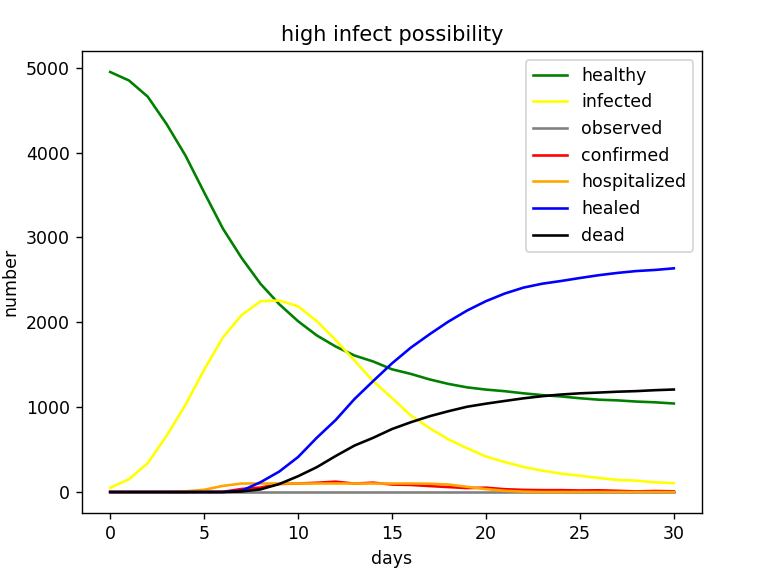 high infect possibility
5000
4000
3000
2000
1000
0
number
healthy
infected
observed
confirmed
hospitalized
healed
dead
0 5 10 15 20 25 30
days